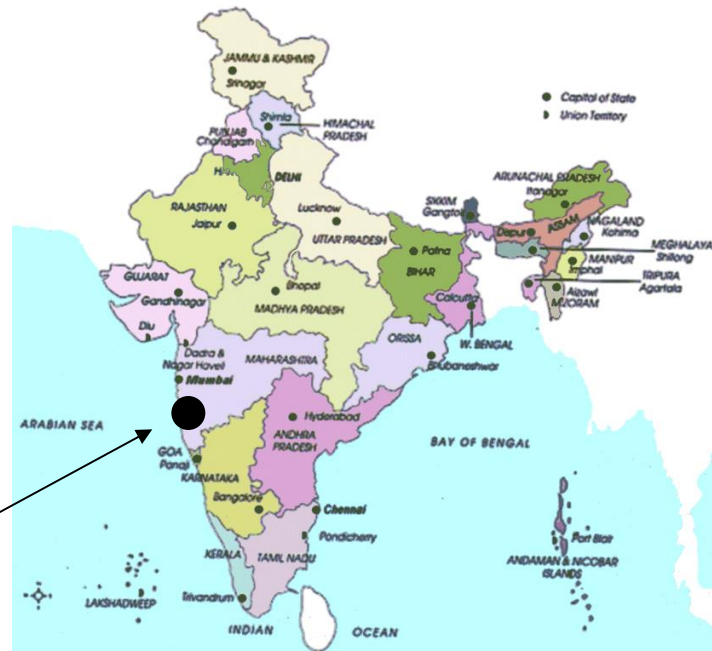 JAMMU & KASHMIR
Srinagar
Capital of State
Union Territory
Shimla
HIMACHAL
PRADESH
PUNJAB
Chandigarh
H
DELHI
ARUNACHAL PRADESH
Itanagar
SIKKIM
Gangtok
RAJASTHAN
Jaipur
Lucknow
UTTAR PRADESH
Dispur
ASSAM
NAGALAND
Kohima
MEGHALAYA
Shillong
Patna
BIHAR
MANIPUR
Imphal
TRIPURA
Agartala
GUJARAT
Gandhinagar
Bhopal
MADHYA PRADESH
Calcutta
Aizawl
MIZORAM
Diu
Dadra &
Nagar Haveli
MAHARASHTRA
ORISSA
W. BENGAL
Bhubaneshwar
Mumbai
ARABIAN SEA
Hyderabad
ANDHRA
PRADESH
BAY OF BENGAL
GOA
Panaji
KARNATAKA
Bangalore
Chennai
Pondicherry
Port Blair
KERALA
TAMIL NADU
ANDAMAN & NICOBAR
ISLANDS
LAKSHADWEEP
Trivandrum
INDIAN OCEAN